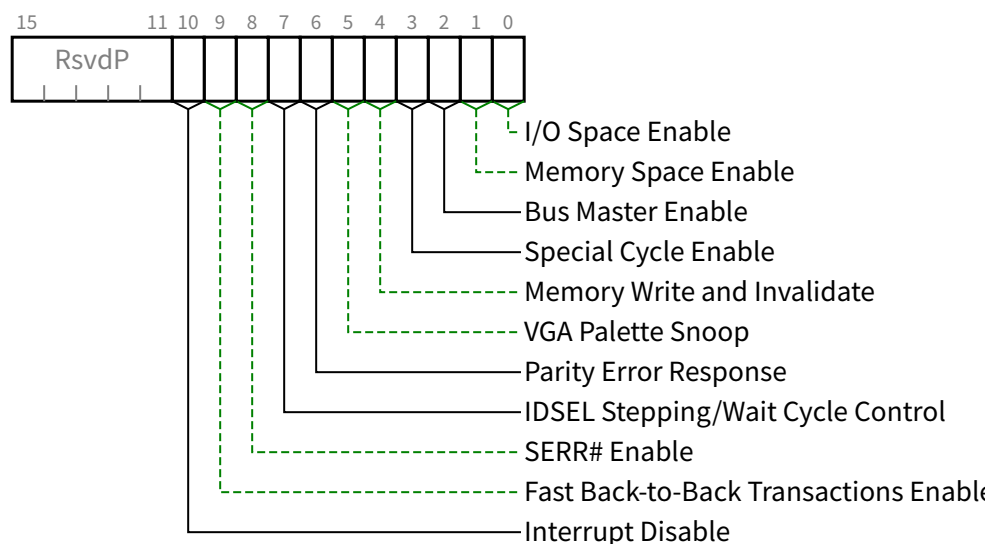 15 11 10 9 8 7 6 5 4 3 2 1 0
RsvdP
I/O Space Enable
Memory Space Enable
Bus Master Enable
Special Cycle Enable
Memory Write and Invalidate
VGA Palette Snoop
Parity Error Response
IDSEL Stepping/Wait Cycle Control
SERR# Enable
Fast Back-to-Back Transactions Enable
Interrupt Disable